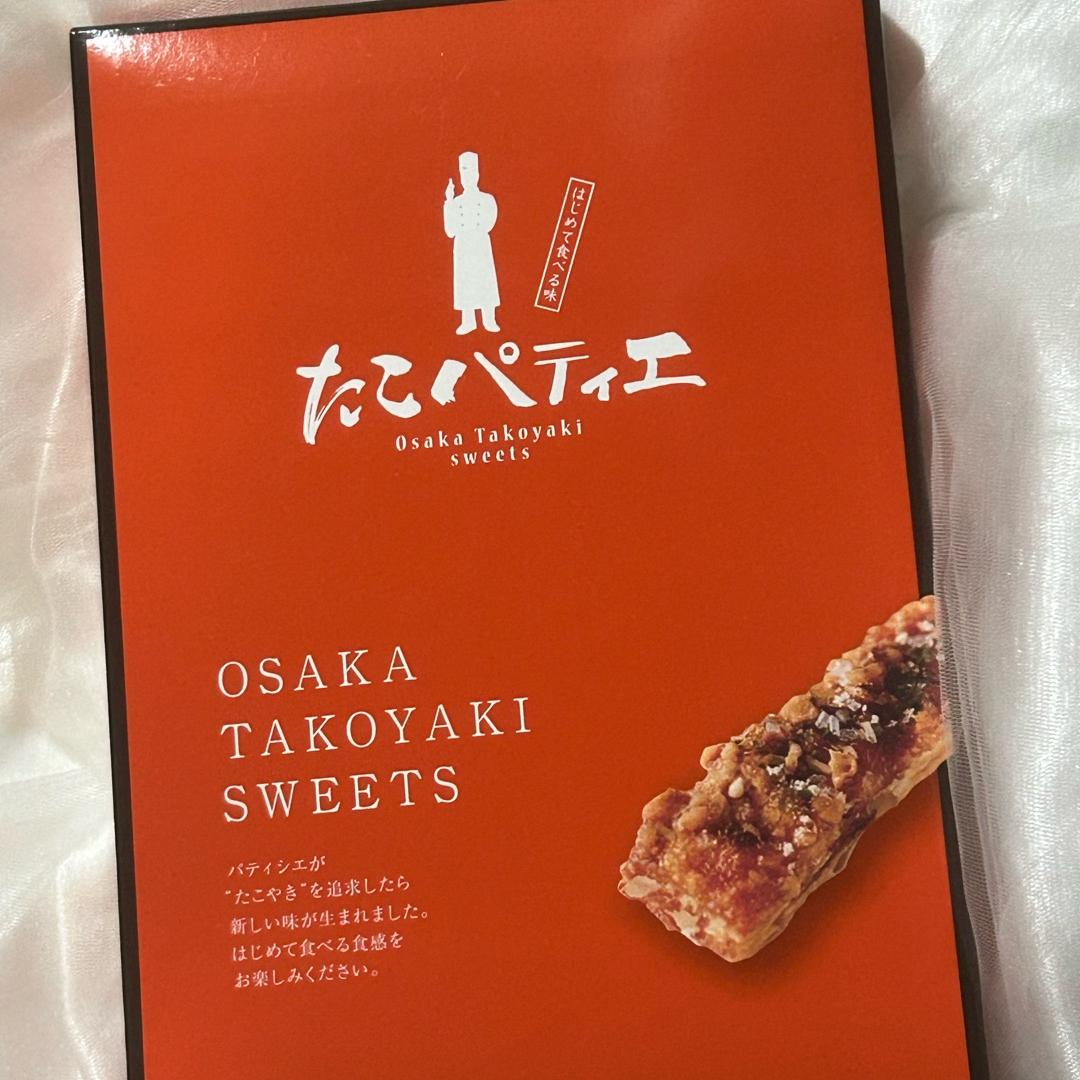 はじめて食べる味
たこパティエ
Osaka Takoyaki
sweets
OSAKA
TAKOYAKI
SWEETS
パティシエが
“たこやき”を追求したら
新しい味が生まれました。
はじめて食べる食感を
お楽しみください。